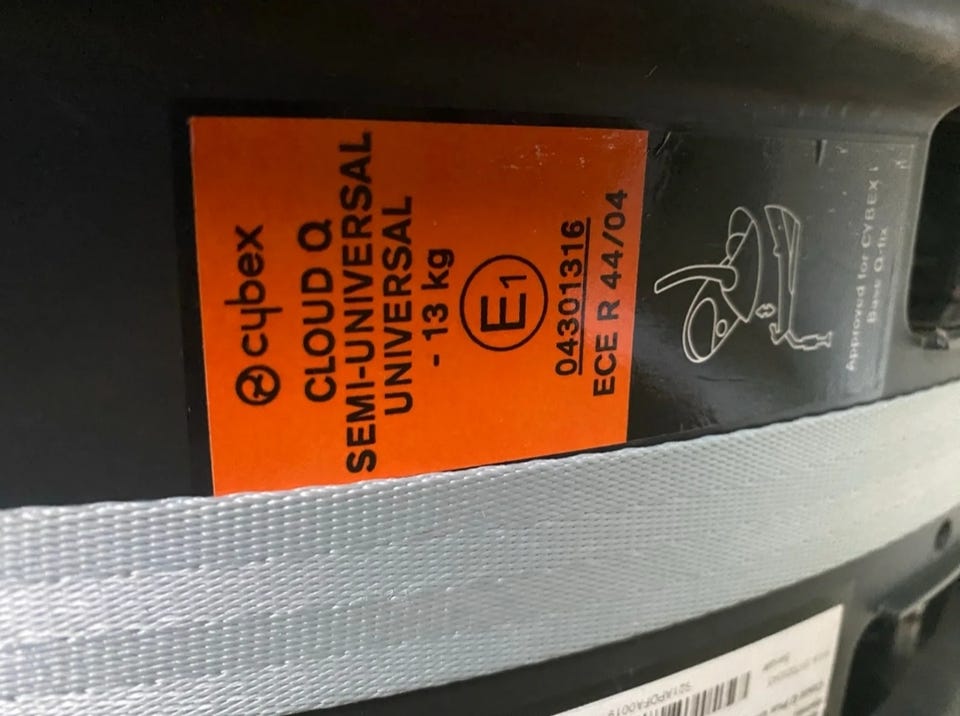 cybex
CLOUD Q
SEMI-UNIVERSAL
UNIVERSAL
- 13 kg
E1
04301316
ECE R 44/04
Approved for CYBEX
Base Q-fix